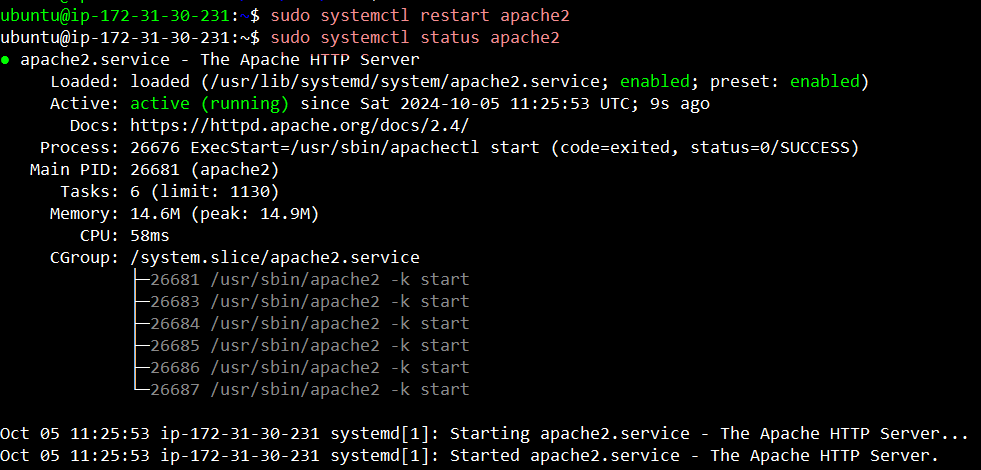 ubuntu@ip-172-31-30-231:~$ sudo systemctl restart apache2
ubuntu@ip-172-31-30-231:~$ sudo systemctl status apache2
● apache2.service - The Apache HTTP Server
     Loaded: loaded (/usr/lib/systemd/system/apache2.service; enabled; preset: enabled)
     Active: active (running) since Sat 2024-10-05 11:25:53 UTC; 9s ago
       Docs: https://httpd.apache.org/docs/2.4/
    Process: 26676 ExecStart=/usr/sbin/apachectl start (code=exited, status=0/SUCCESS)
   Main PID: 26681 (apache2)
      Tasks: 6 (limit: 1130)
     Memory: 14.6M (peak: 14.9M)
        CPU: 58ms
     CGroup: /system.slice/apache2.service
             ├─26681 /usr/sbin/apache2 -k start
             ├─26683 /usr/sbin/apache2 -k start
             ├─26684 /usr/sbin/apache2 -k start
             ├─26685 /usr/sbin/apache2 -k start
             ├─26686 /usr/sbin/apache2 -k start
             └─26687 /usr/sbin/apache2 -k start
Oct 05 11:25:53 ip-172-31-30-231 systemd[1]: Starting apache2.service - The Apache HTTP Server...
Oct 05 11:25:53 ip-172-31-30-231 systemd[1]: Started apache2.service - The Apache HTTP Server.